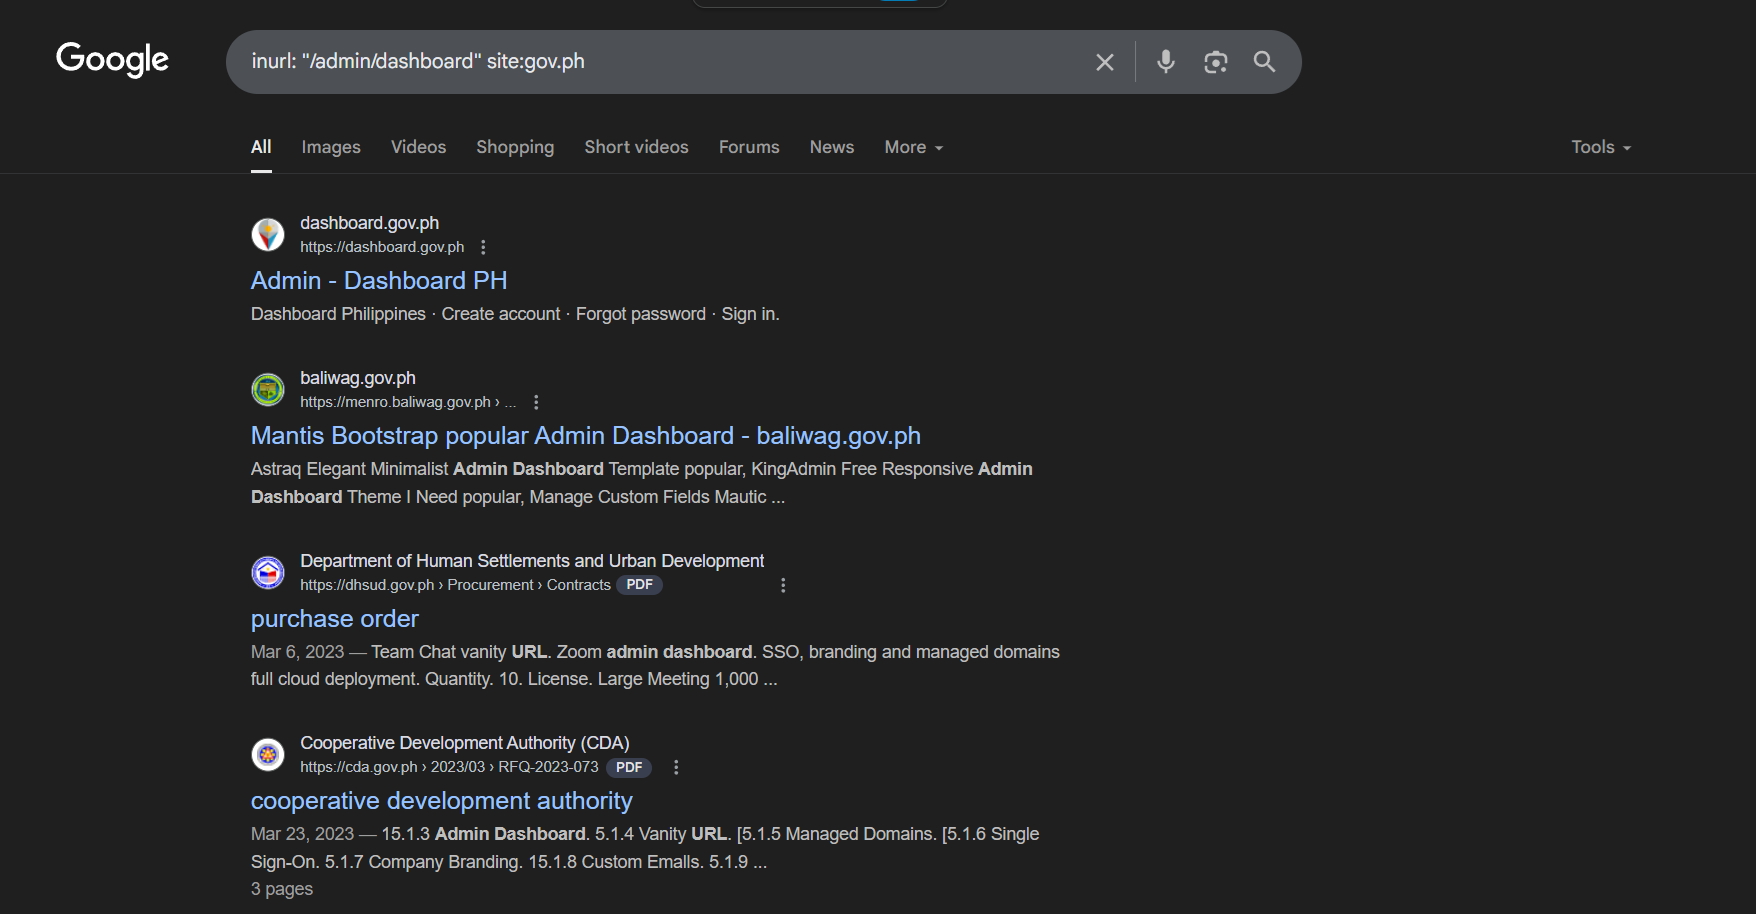 Google
inurl: "/admin/dashboard" site:gov.ph
All Images Videos Shopping Short videos Forums News More Tools
dashboard.gov.ph
https://dashboard.gov.ph
Admin - Dashboard PH
Dashboard Philippines · Create account · Forgot password · Sign in.
baliwag.gov.ph
https://menro.baliwag.gov.ph › ...
Mantis Bootstrap popular Admin Dashboard - baliwag.gov.ph
Astraq Elegant Minimalist Admin Dashboard Template popular, KingAdmin Free Responsive Admin
Dashboard Theme I Need popular, Manage Custom Fields Mautic ...
Department of Human Settlements and Urban Development
https://dhsud.gov.ph › Procurement › Contracts PDF
purchase order
Mar 6, 2023 — Team Chat vanity URL. Zoom admin dashboard. SSO, branding and managed domains
full cloud deployment. Quantity. 10. License. Large Meeting 1,000 ...
Cooperative Development Authority (CDA)
https://cda.gov.ph › 2023/03 › RFQ-2023-073 PDF
cooperative development authority
Mar 23, 2023 — 15.1.3 Admin Dashboard. 5.1.4 Vanity URL. [5.1.5 Managed Domains. [5.1.6 Single
Sign-On. 5.1.7 Company Branding. 15.1.8 Custom Emalls. 5.1.9 ...
3 pages